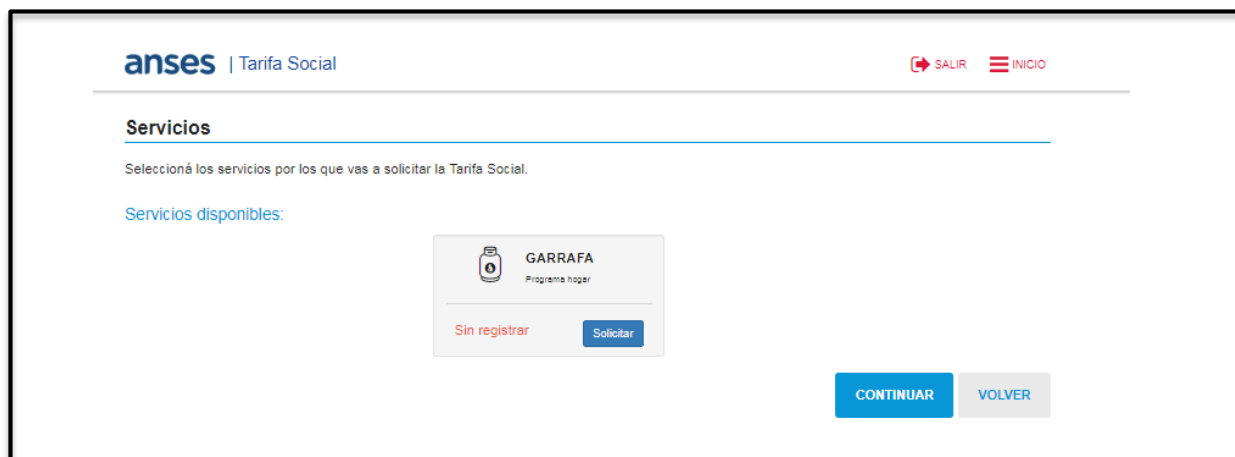 anses | Tarifa Social
SALIR
INICIO
Servicios
Seleccioná los servicios por los que vas a solicitar la Tarifa Social.
Servicios disponibles:
GARRAFA
Programa hogar
Sin registrar
Solicitar
CONTINUAR
VOLVER